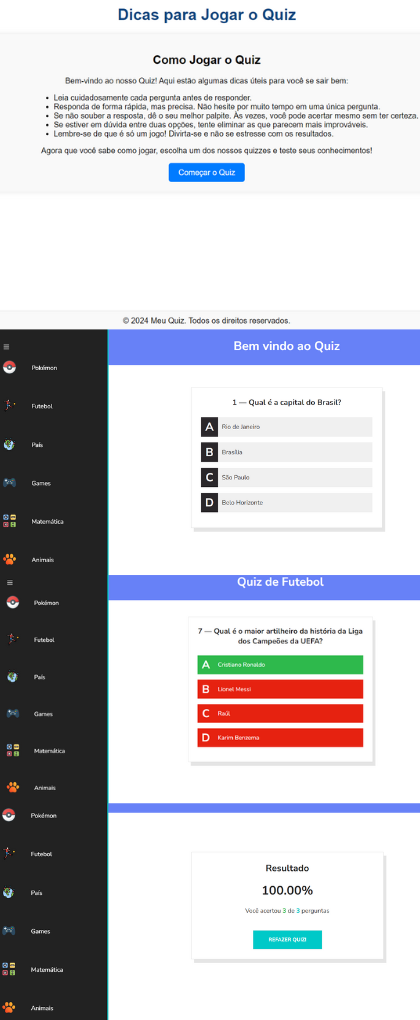 Dicas para Jogar o Quiz
Como Jogar o Quiz
Bem-vindo ao nosso Quiz! Aqui estão algumas dicas úteis para você se sair bem:
• Leia cuidadosamente cada pergunta antes de responder.
• Responda de forma rápida, mas precisa. Não hesite por muito tempo em uma única pergunta.
• Se não souber a resposta, dê o seu melhor palpite. Às vezes, você pode acertar mesmo sem ter certeza.
• Se estiver em dúvida entre duas opções, tente eliminar as que parecem mais improváveis.
• Lembre-se de que é só um jogo! Divirta-se e não se estresse com os resultados.
Agora que você sabe como jogar, escolha um dos nossos quizzes e teste seus conhecimentos!
Começar o Quiz
© 2024 Meu Quiz. Todos os direitos reservados.
Bem vindo ao Quiz
Pokémon
Futebol
País
Games
Matemática
Animais
1 — Qual é a capital do Brasil?
A Rio de Janeiro
B Brasília
C São Paulo
D Belo Horizonte
Quiz de Futebol
Pokémon
Futebol
País
Games
Matemática
Animais
7 — Qual é o maior artilheiro da história da Liga
dos Campeões da UEFA?
A Cristiano Ronaldo
B Lionel Messi
C Raúl
D Karim Benzema
Pokémon
Futebol
País
Games
Matemática
Animais
Resultado
100.00%
Você acertou 3 de 3 perguntas
REFAZER QUIZ!